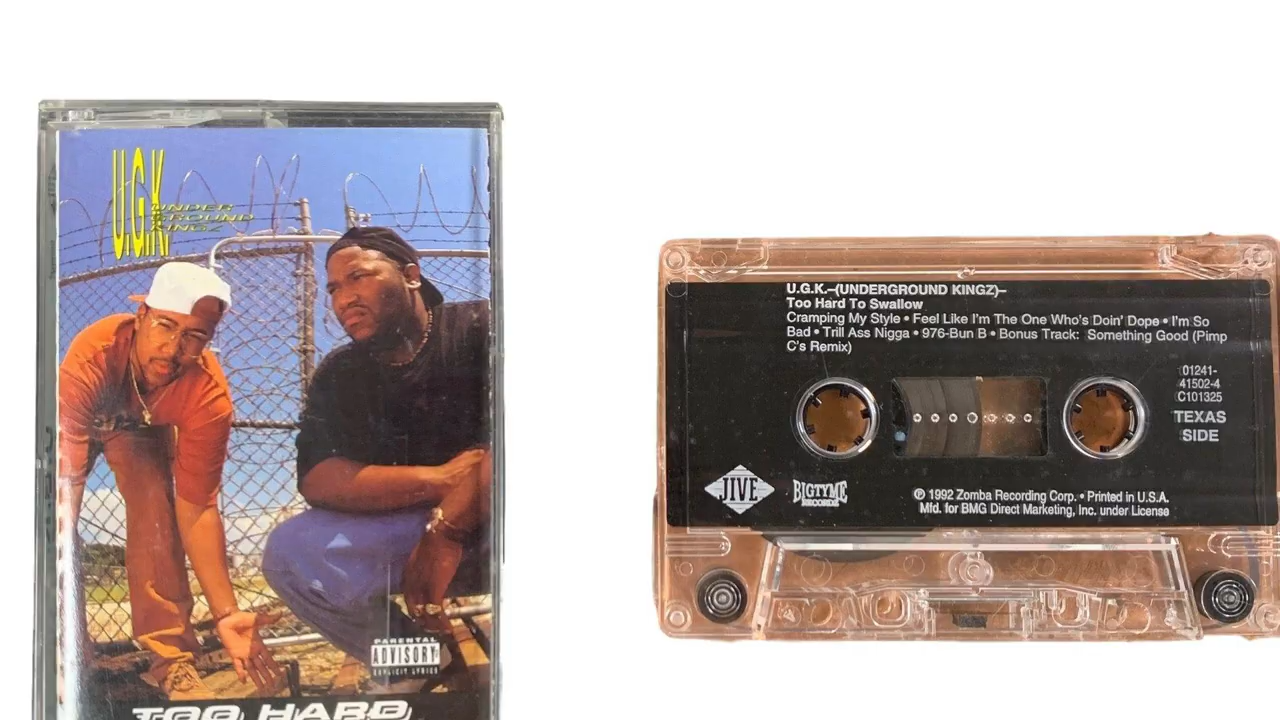 U.G.K.
UNDER
GROUND
KINGZ
PARENTAL
ADVISORY
EXPLICIT LYRICS
TOO HARD
U.G.K.–(UNDERGROUND KINGZ)–
Too Hard To Swallow
Cramping My Style • Feel Like I'm The One Who's Doin' Dope • I'm So
Bad • Trill Ass Nigga • 976-Bun B • Bonus Track: Something Good (Pimp
C's Remix)
01241-
41502-4
C101325
TEXAS
SIDE
JIVE
BIGTYME
RECORDS
℗ 1992 Zomba Recording Corp. • Printed in U.S.A.
Mfd. for BMG Direct Marketing, Inc. under License